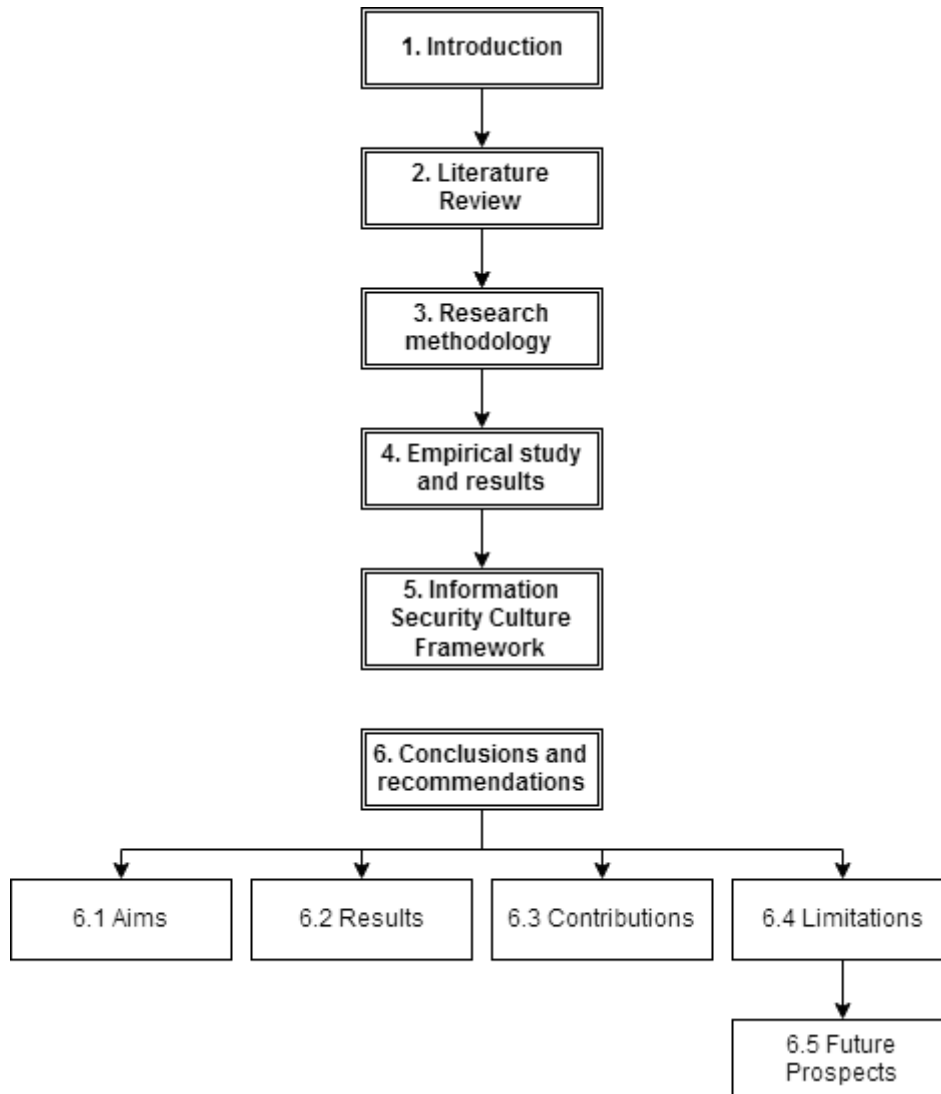 1. Introduction
2. Literature
Review
3. Research
methodology
4. Empirical study
and results
5. Information
Security Culture
Framework
6. Conclusions and
recommendations
6.1 Aims
6.2 Results
6.3 Contributions
6.4 Limitations
6.5 Future
Prospects